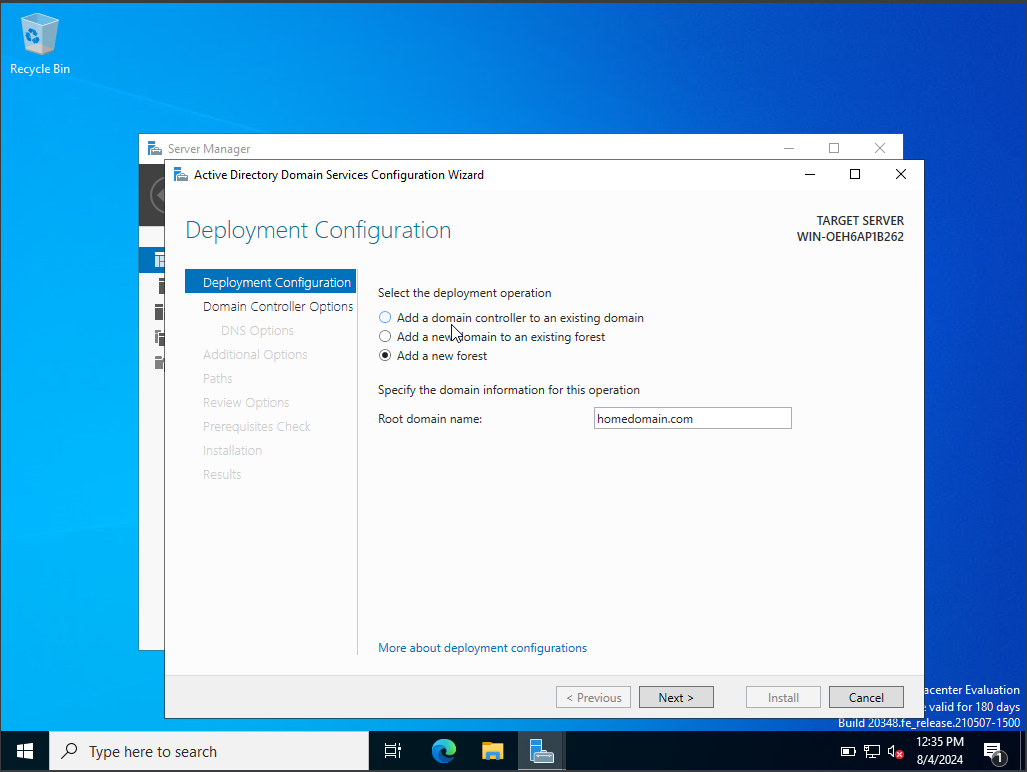 Recycle Bin
Server Manager
Active Directory Domain Services Configuration Wizard
Deployment Configuration
TARGET SERVER
WIN-OEH6AP1B262
Deployment Configuration
Domain Controller Options
DNS Options
Additional Options
Paths
Review Options
Prerequisites Check
Installation
Results
Select the deployment operation
Add a domain controller to an existing domain
Add a new domain to an existing forest
Add a new forest
Specify the domain information for this operation
Root domain name:
homedomain.com
More about deployment configurations
< Previous
Next >
Install
Cancel
acenter Evaluation
valid for 180 days
Build 20348.fe_release.210507-1500
Type here to search
12:35 PM
8/4/2024
1